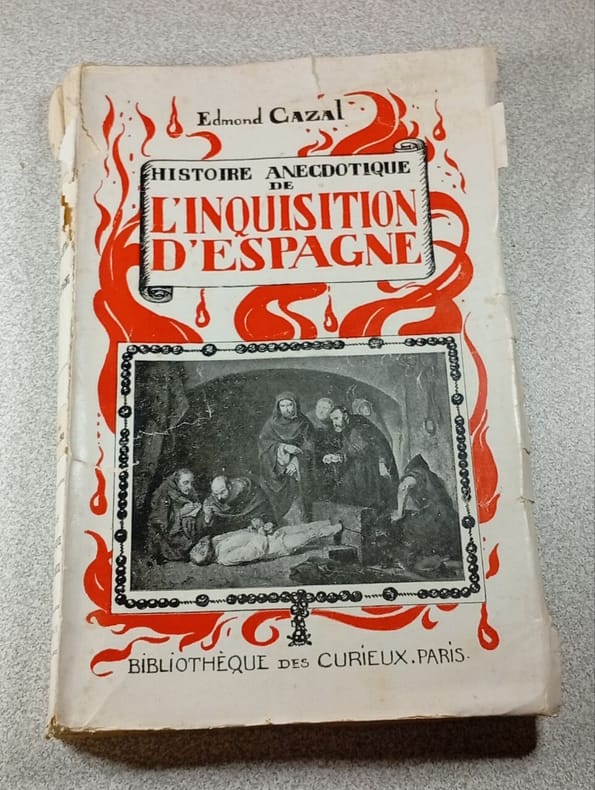 Edmond CAZAL
HISTOIRE ANECDOTIQUE
DE
L'INQUISITION
D'ESPAGNE
BIBLIOTHÈQUE DES CURIEUX.PARIS.